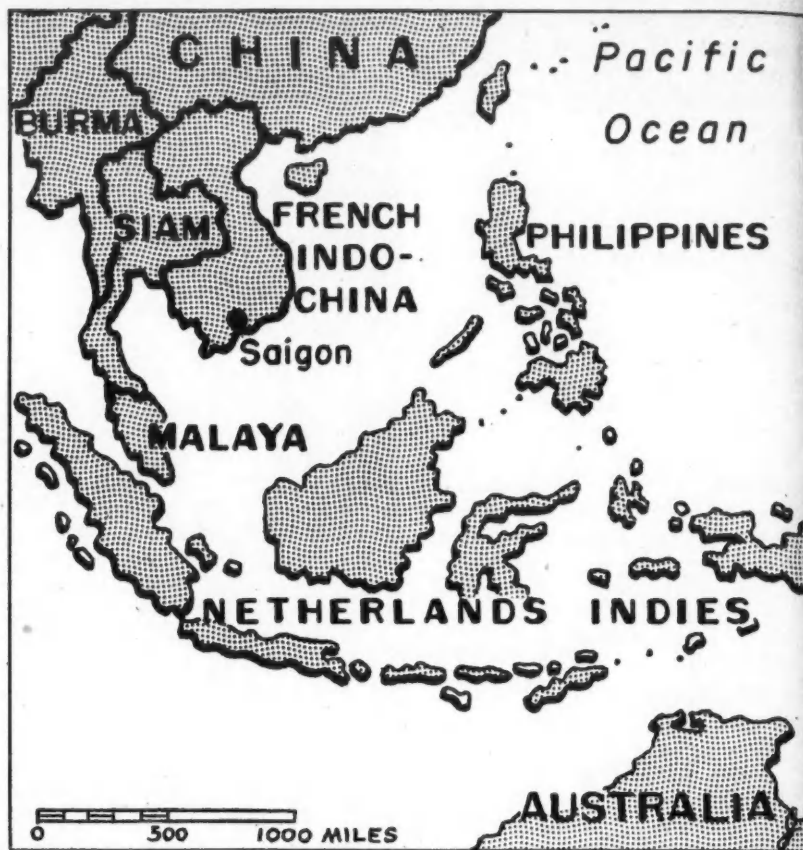 CHINA
Pacific
Ocean
BURMA
SIAM
FRENCH
INDO-
CHINA
PHILIPPINES
Saigon
MALAYA
NETHERLANDS INDIES
AUSTRALIA
0 500 1000 MILES